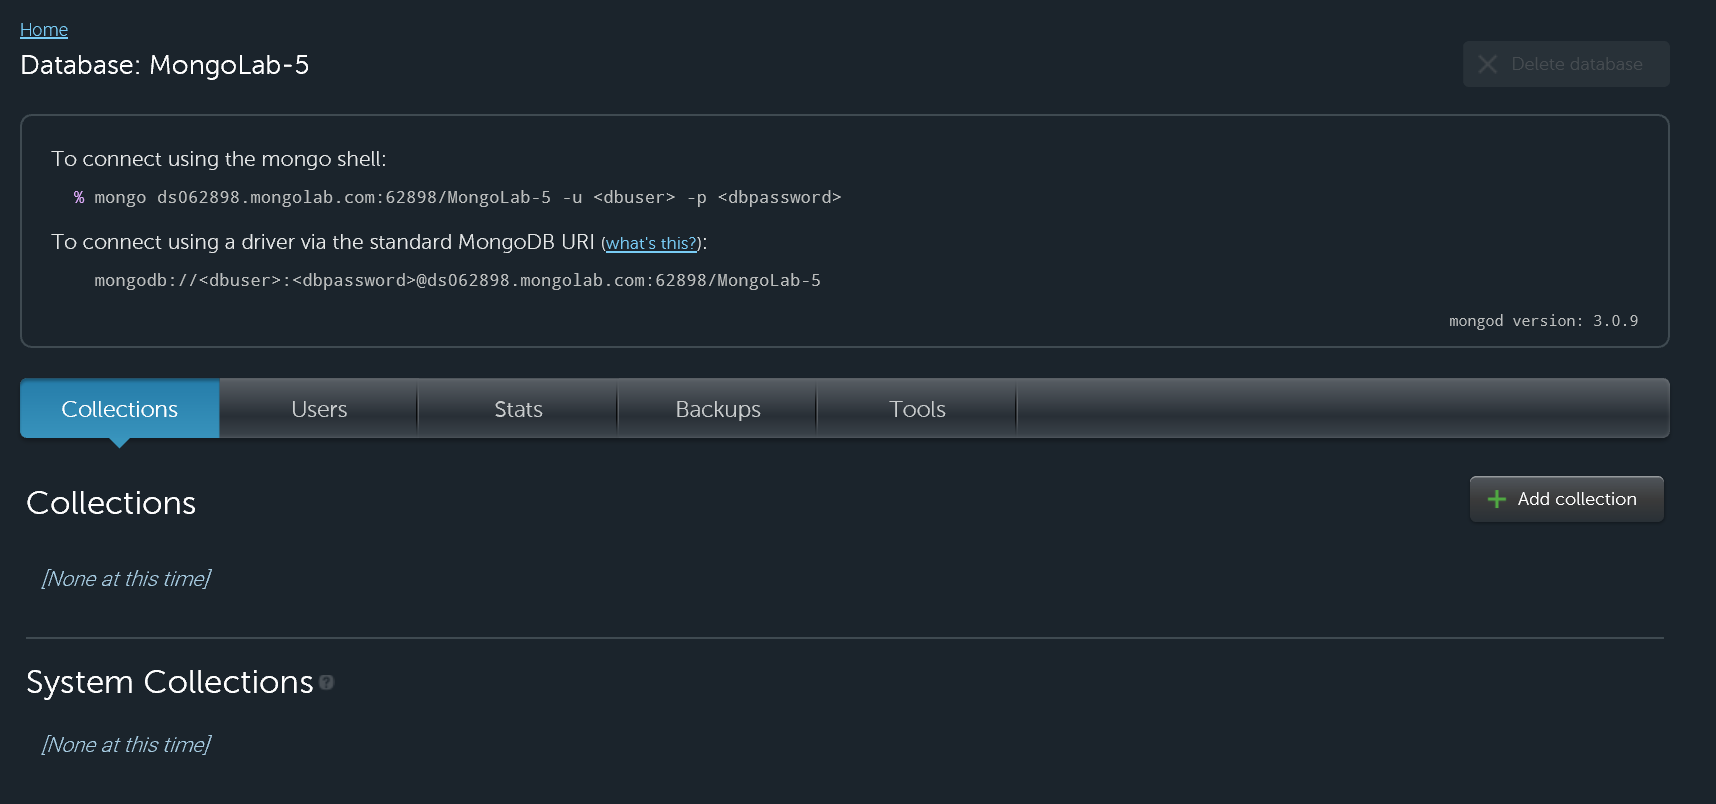 Home
Database: MongoLab-5
Delete database
To connect using the mongo shell:
% mongo ds062898.mongolab.com:62898/MongoLab-5 -u <dbuser> -p <dbpassword>
To connect using a driver via the standard MongoDB URI (what's this?):
mongodb://<dbuser>:<dbpassword>@ds062898.mongolab.com:62898/MongoLab-5
mongod version: 3.0.9
Collections Users Stats Backups Tools
Collections
Add collection
[None at this time]
System Collections ?
[None at this time]